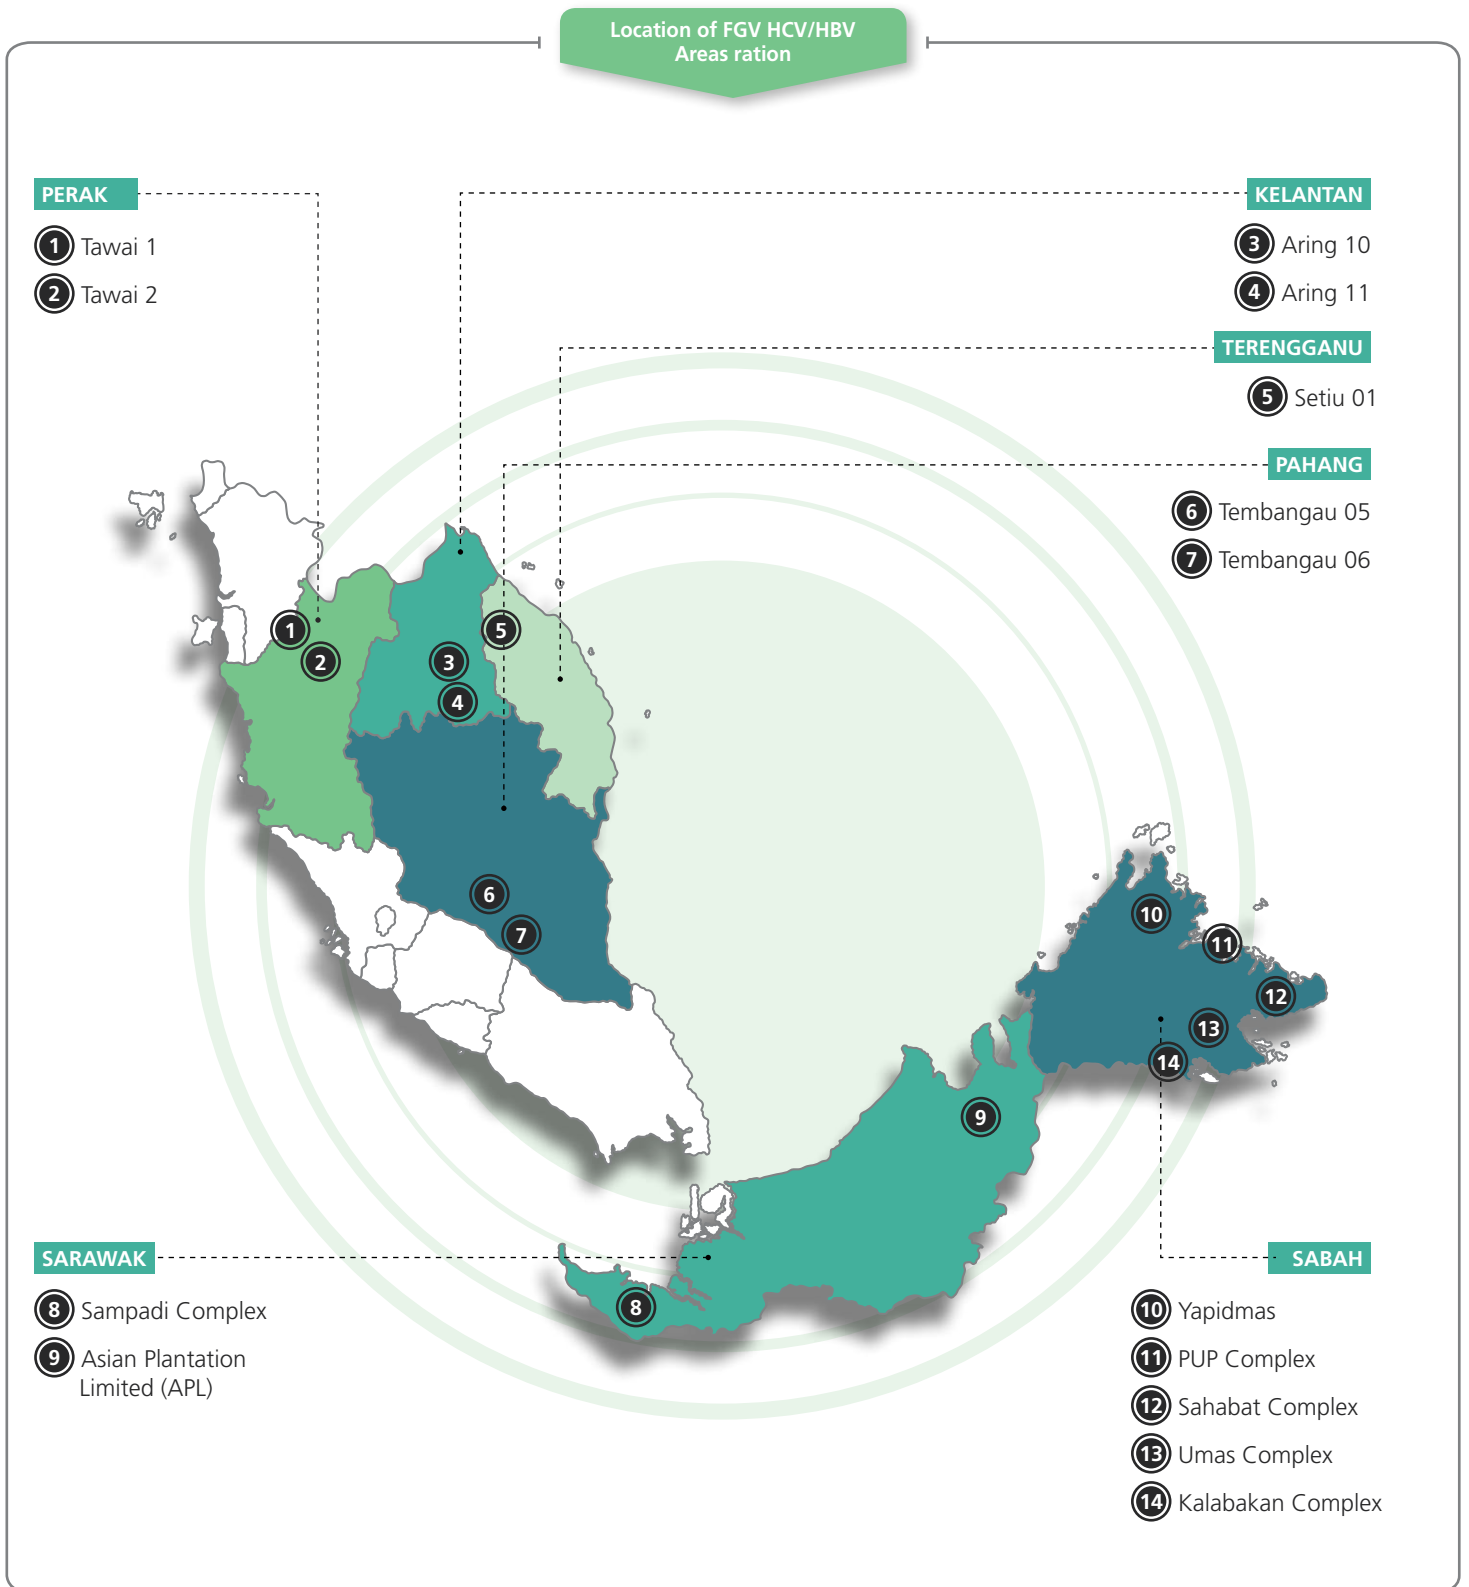 Location of FGV HCV/HBV
Areas ration
PERAK
1 Tawai 1
2 Tawai 2
KELANTAN
3 Aring 10
4 Aring 11
TERENGGANU
5 Setiu 01
PAHANG
6 Tembangau 05
7 Tembangau 06
1
2
3
4
5
6
7
10
11
12
13
14
9
8
SARAWAK
8 Sampadi Complex
9 Asian Plantation
Limited (APL)
SABAH
10 Yapidmas
11 PUP Complex
12 Sahabat Complex
13 Umas Complex
14 Kalabakan Complex